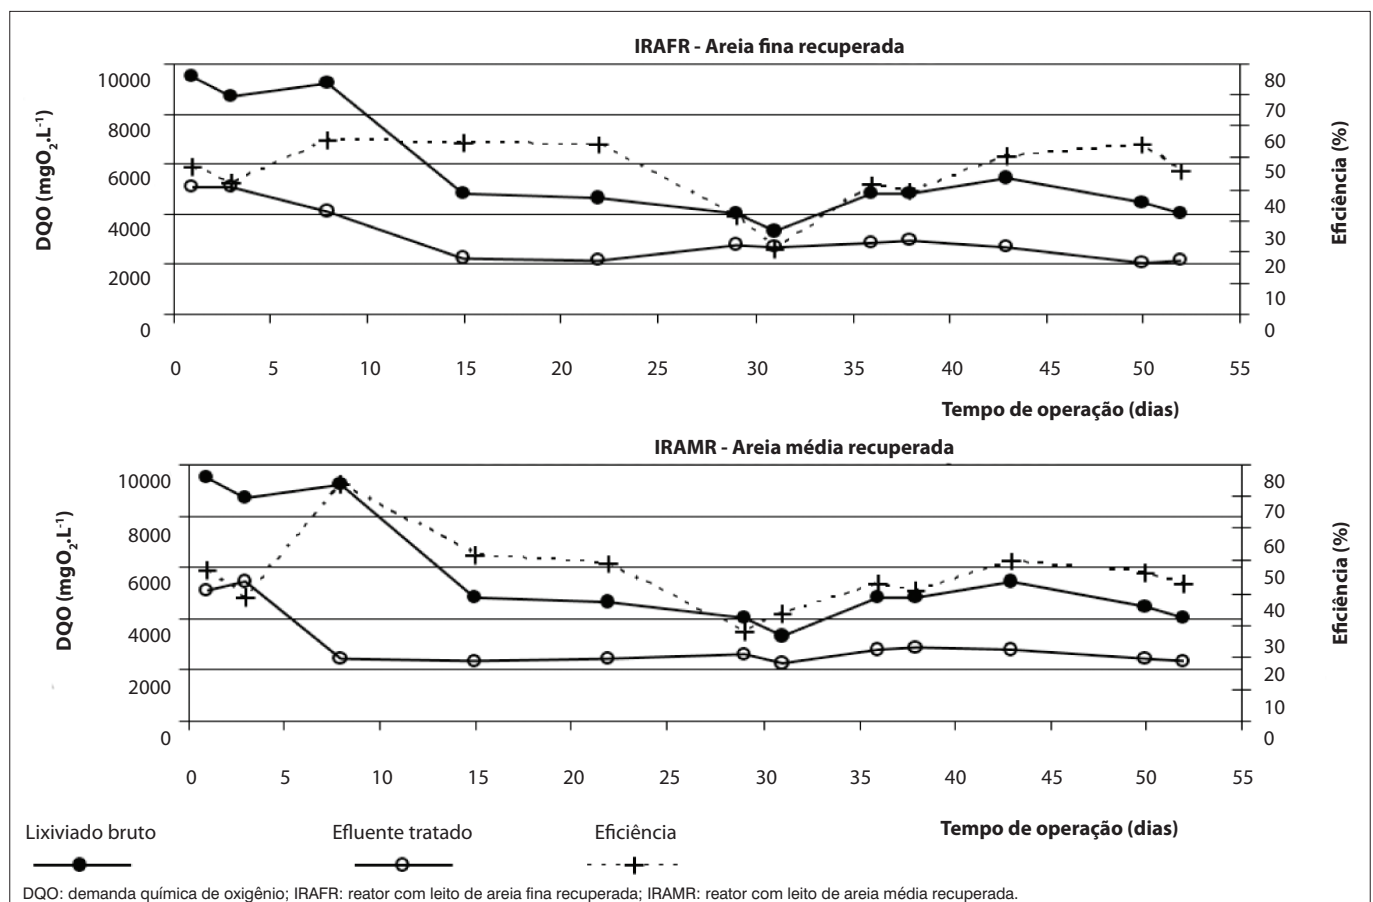 IRAFR - Areia fina recuperada
10000
8000
6000
4000
2000
0
DQO (mgO₂.L⁻¹)
80
70
60
50
40
30
20
10
0
Eficiência (%)
0 5 10 15 20 25 30 35 40 45 50 55
Tempo de operação (dias)
IRAMR - Areia média recuperada
10000
8000
6000
4000
2000
0
DQO (mgO₂.L⁻¹)
80
70
60
50
40
30
20
10
0
Eficiência (%)
0 5 10 15 20 25 30 35 40 45 50 55
Tempo de operação (dias)
Lixiviado bruto Efluente tratado Eficiência
DQO: demanda química de oxigênio; IRAFR: reator com leito de areia fina recuperada; IRAMR: reator com leito de areia média recuperada.